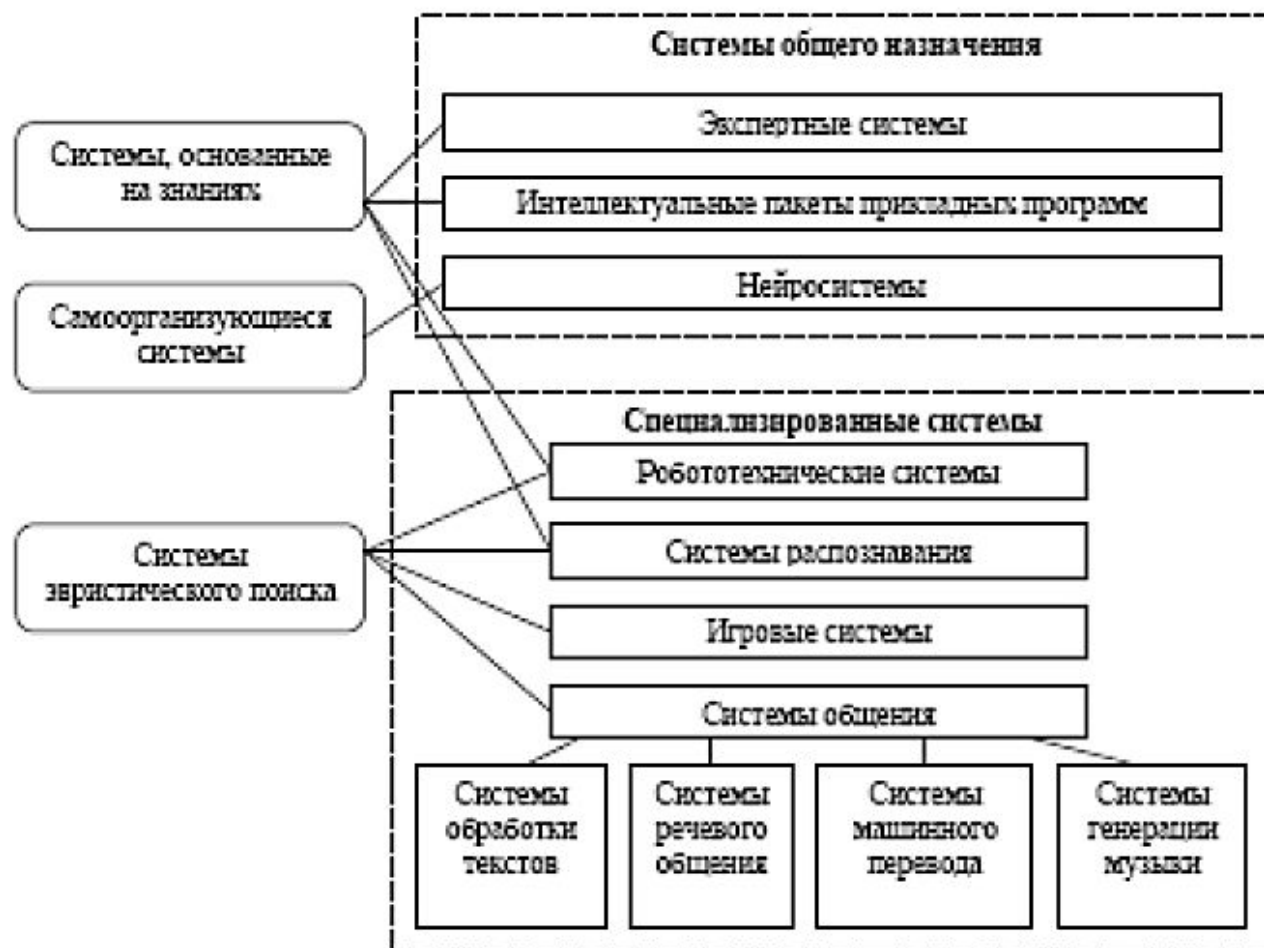 Системы общего назначения
Экспертные системы
Системы, основанные
на знаниях
Интеллектуальные пакеты прикладных программ
Нейросистемы
Самоорганизующиеся
системы
Специализированные системы
Робототехнические системы
Системы
эвристического поиска
Системы распознавания
Игровые системы
Системы общения
Системы
обработки
текстов
Системы
речевого
общения
Системы
машинного
перевода
Системы
генерации
музыки